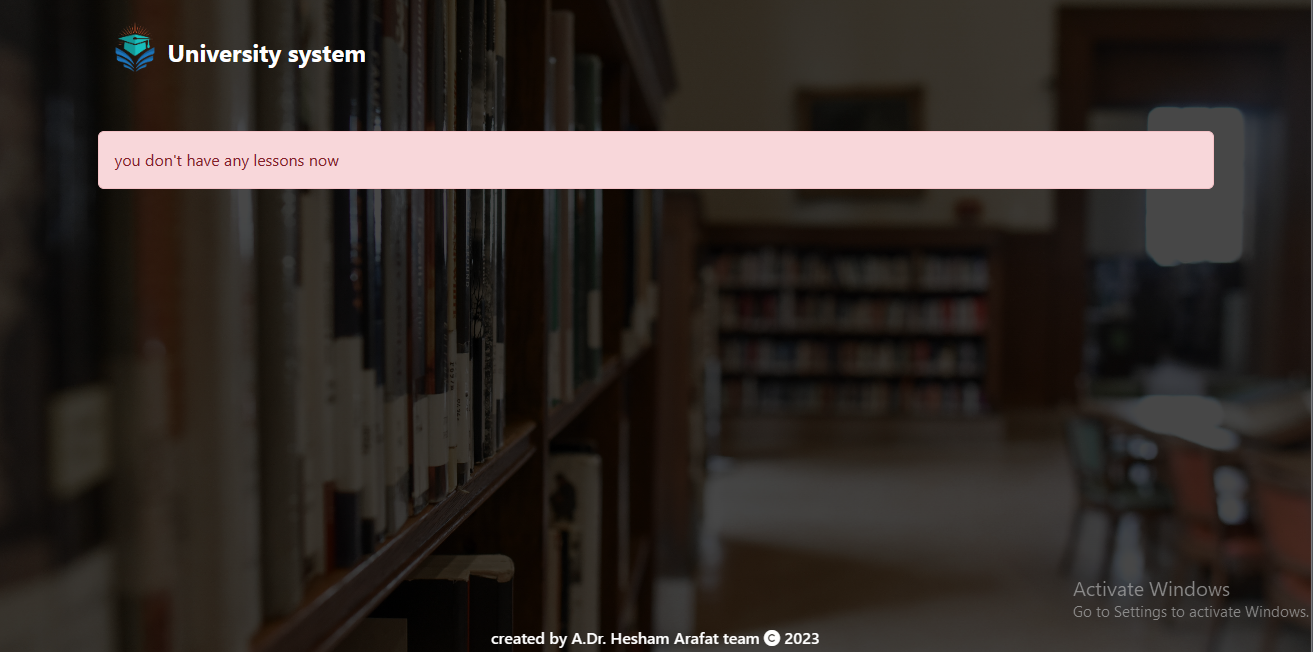 University system
you don't have any lessons now
Activate Windows
Go to Settings to activate Windows.
created by A.Dr. Hesham Arafat team © 2023